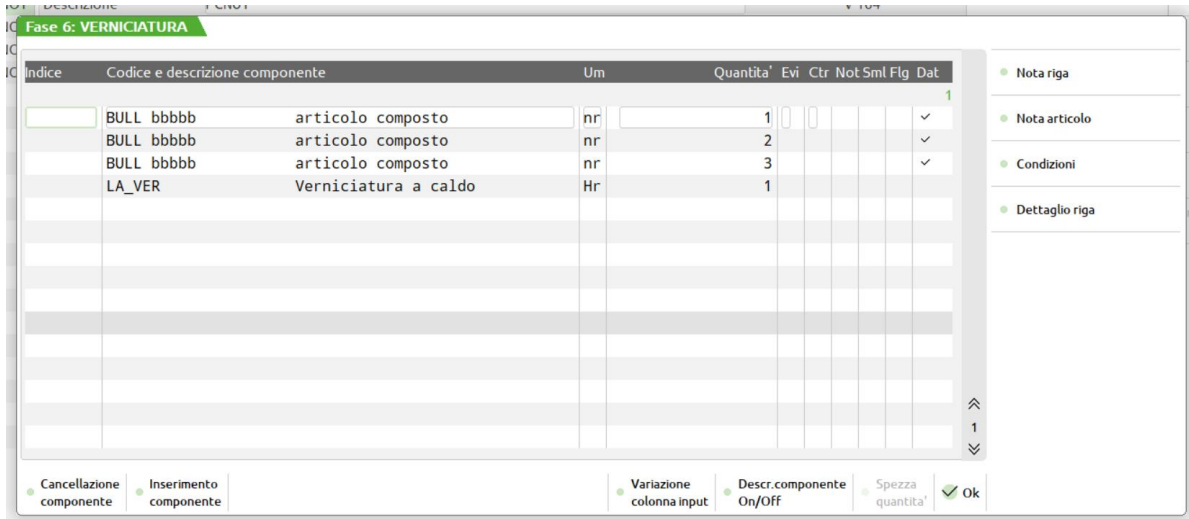 Descrizione
Fase 6: VERNICIATURA
Indice Codice e descrizione componente Um Quantita' Evi Ctr Not Sml Flg Dat
1
BULL bbbbb articolo composto nr 1
BULL bbbbb articolo composto nr 2
BULL bbbbb articolo composto nr 3
LA_VER Verniciatura a caldo Hr 1
Nota riga
Nota articolo
Condizioni
Dettaglio riga
1
Cancellazione componente
Inserimento componente
Variazione colonna input
Descr.componente On/Off
Spezza quantita'
Ok